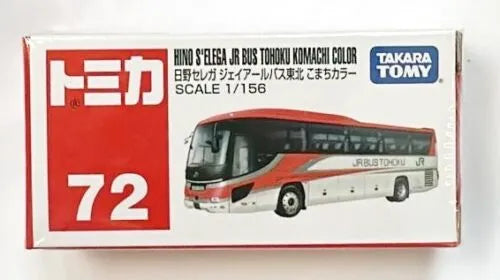 トミカ
72
HINO S'ELEGA JR BUS TOHOKU KOMACHI COLOR
日野セレガ ジェイアールバス東北 こまちカラー
SCALE 1/156
TAKARA
TOMY
JR BUS TOHOKU JR